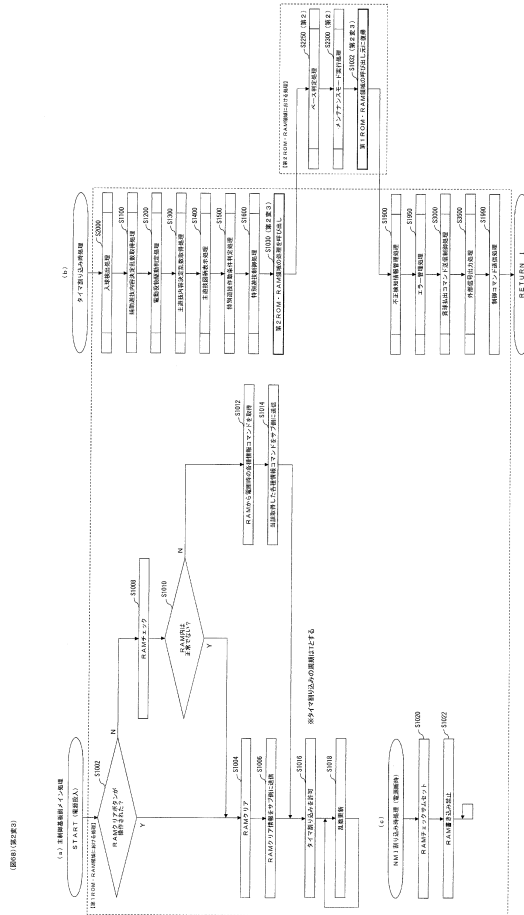 【図68】(第2変3)
(a) 主制御基板側メイン処理
START (電源投入)
【第1ROM・RAM領域における処理】
S1002
RAMクリアボタンが
操作された?
N
Y
S1008
RAMチェック
S1010
RAM内は
正常でない?
N
Y
S1004
RAMクリア
S1006
RAMクリア情報をサブ側に送信
S1012
RAMから電断時の各種情報コマンドを取得
S1014
当該取得した各種情報コマンドをサブ側に送信
S1016
タイマ割り込みを許可
※タイマ割り込みの周期はTとする
S1018
乱数更新
(c)
NMI割り込み時処理(電源断時)
S1020
RAMチェックサムセット
S1022
RAM書き込み禁止
(b)
タイマ割り込み時処理
S2000
入球検出処理
S1100
補助遊技内容決定乱数取得処理
S1200
電動役物駆動判定処理
S1300
主遊技内容決定乱数取得処理
S1400
主遊技図柄表示処理
S1500
特別遊技作動条件判定処理
S1600
特別遊技制御処理
S1030 (第2変3)
第2ROM・RAM領域の処理を呼び出し
【第2ROM・RAM領域における処理】
S2250 (第2)
ベース判定処理
S2300 (第2)
メンテナンスモード実行処理
S1032 (第2変3)
第1ROM・RAM領域の呼び出し元に復帰
S1900
不正検知情報管理処理
S1950
エラー管理処理
S3000
賞球払出コマンド送信制御処理
S3500
外部信号出力処理
S1990
制御コマンド送信処理
RETURN I